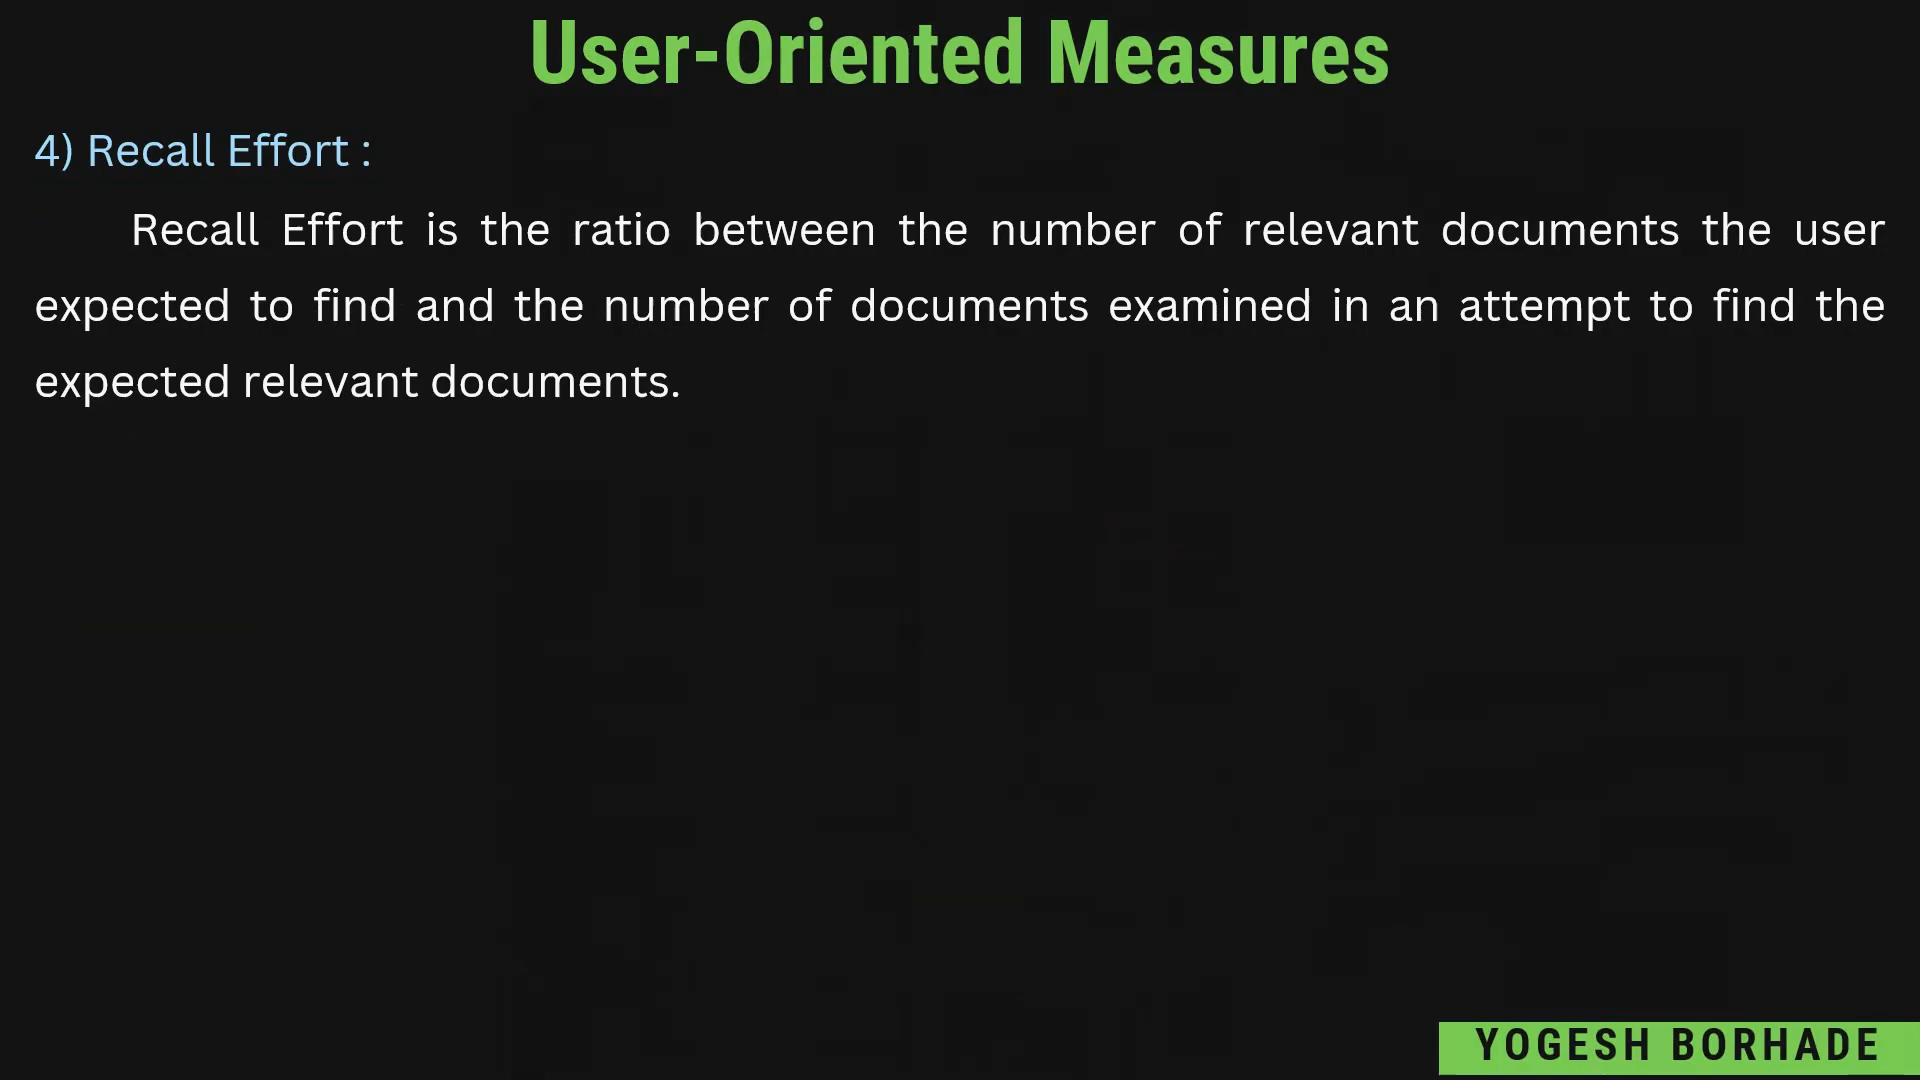 User-Oriented Measures
4) Recall Effort :
Recall Effort is the ratio between the number of relevant documents the user
expected to find and the number of documents examined in an attempt to find the
expected relevant documents.
YOGESH BORHADE